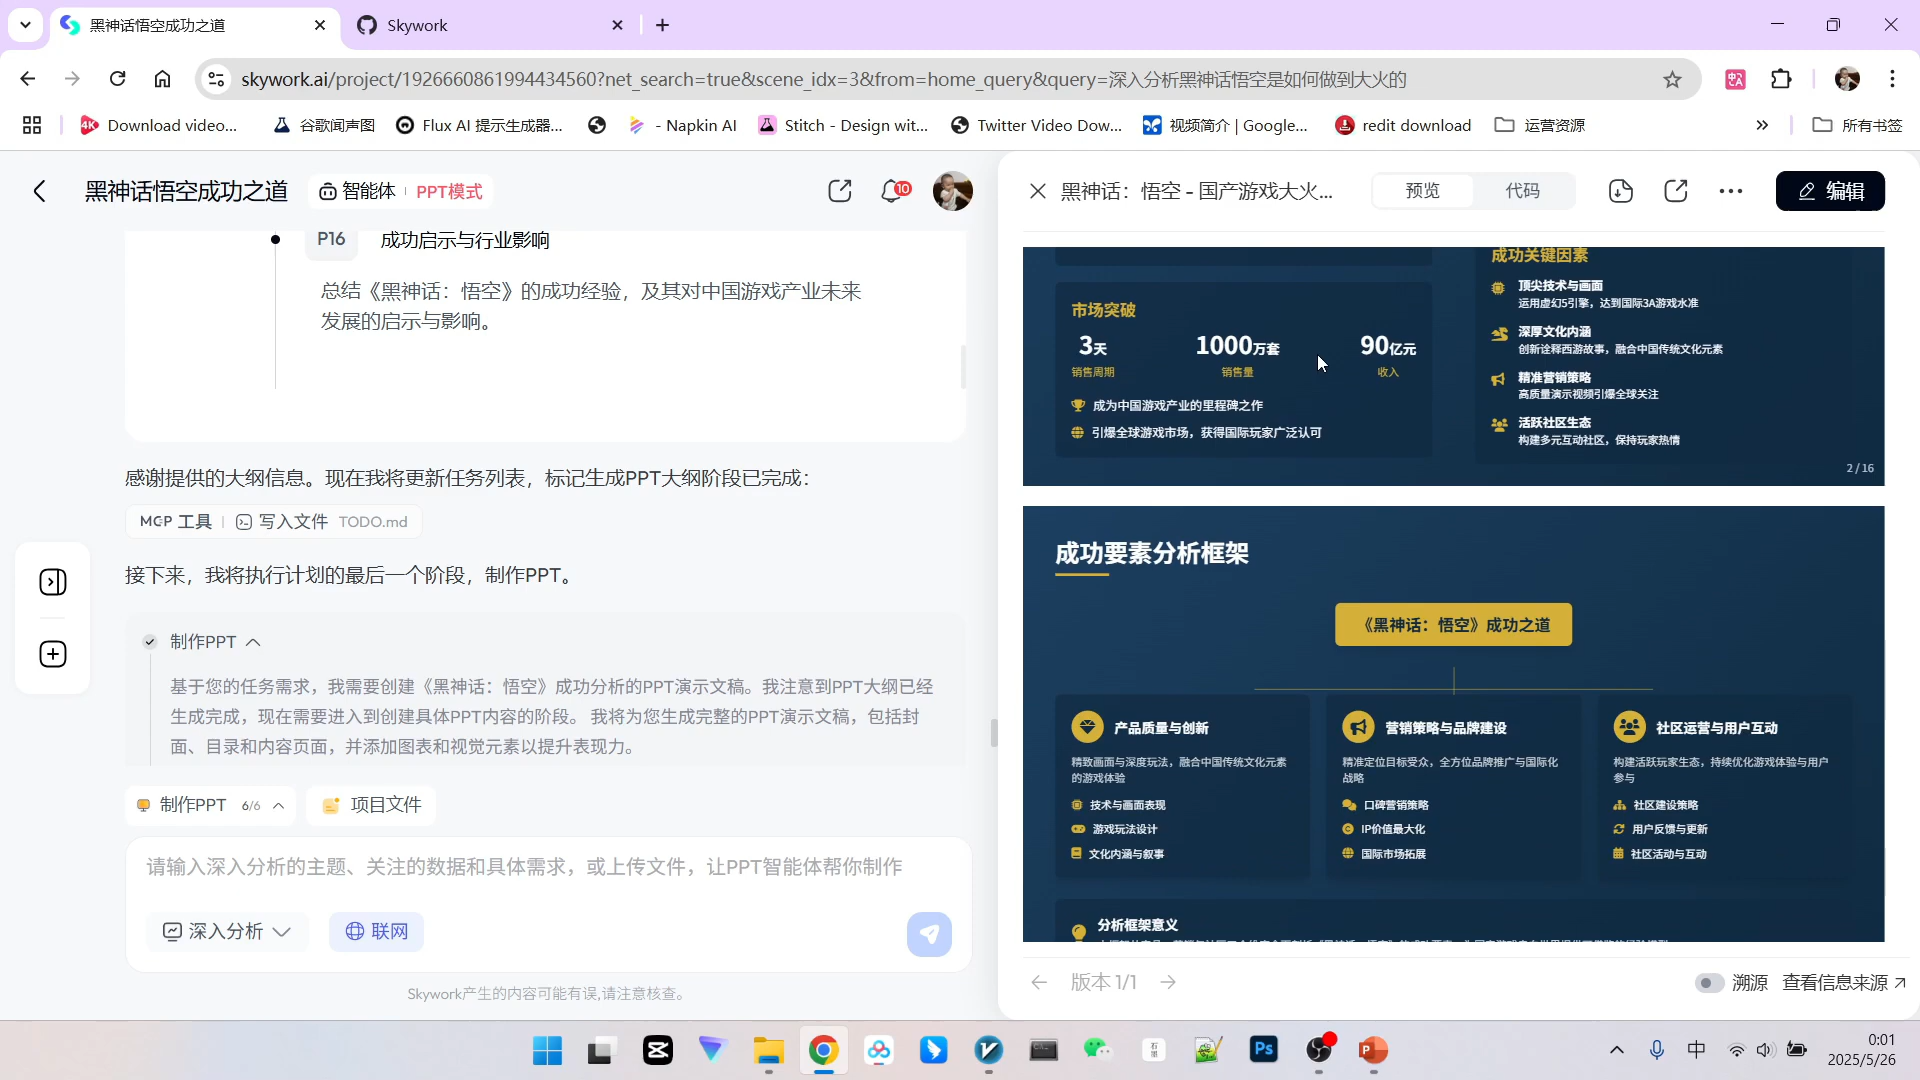 黑神话悟空成功之道
Skywork
skywork.ai/project/1926660861994434560?net_search=true&scene_idx=3&from=home_query&query=深入分析黑神话悟空是如何做到大火的
Download video...
谷歌闻声图
Flux AI 提示生成器...
- Napkin AI
Stitch - Design wit...
Twitter Video Dow...
视频简介 | Google...
redit download
运营资源
所有书签
黑神话悟空成功之道
智能体
PPT模式
10
P16
成功启示与行业影响
总结《黑神话：悟空》的成功经验，及其对中国游戏产业未来
发展的启示与影响。
感谢提供的大纲信息。现在我将更新任务列表，标记生成PPT大纲阶段已完成：
MCP 工具
写入文件 TODO.md
接下来，我将执行计划的最后一个阶段，制作PPT。
制作PPT
基于您的任务需求，我需要创建《黑神话：悟空》成功分析的PPT演示文稿。我注意到PPT大纲已经
生成完成，现在需要进入到创建具体PPT内容的阶段。 我将为您生成完整的PPT演示文稿，包括封
面、目录和内容页面，并添加图表和视觉元素以提升表现力。
制作PPT 6/6
项目文件
请输入深入分析的主题、关注的数据和具体需求，或上传文件，让PPT智能体帮你制作
深入分析
联网
Skywork产生的内容可能有误,请注意核查。
黑神话：悟空 - 国产游戏大火...
预览
代码
编辑
市场突破
3天
销售周期
1000万套
销售量
90亿元
收入
成为中国游戏产业的里程碑之作
引爆全球游戏市场，获得国际玩家广泛认可
成功关键因素
顶尖技术与画面
运用虚幻5引擎，达到国际3A游戏水准
深厚文化内涵
创新诠释西游故事，融合中国传统文化元素
精准营销策略
高质量演示视频引爆全球关注
活跃社区生态
构建多元互动社区，保持玩家热情
2 / 16
成功要素分析框架
《黑神话：悟空》成功之道
产品质量与创新
精致画面与深度玩法，融合中国传统文化元素
的游戏体验
技术与画面表现
游戏玩法设计
文化内涵与叙事
营销策略与品牌建设
精准定位目标受众，全方位品牌推广与国际化
战略
口碑营销策略
IP价值最大化
国际市场拓展
社区运营与用户互动
构建活跃玩家生态，持续优化游戏体验与用户
参与
社区建设策略
用户反馈与更新
社区活动与互动
分析框架意义
版本 1/1
溯源
查看信息来源
中
0:01
2025/5/26